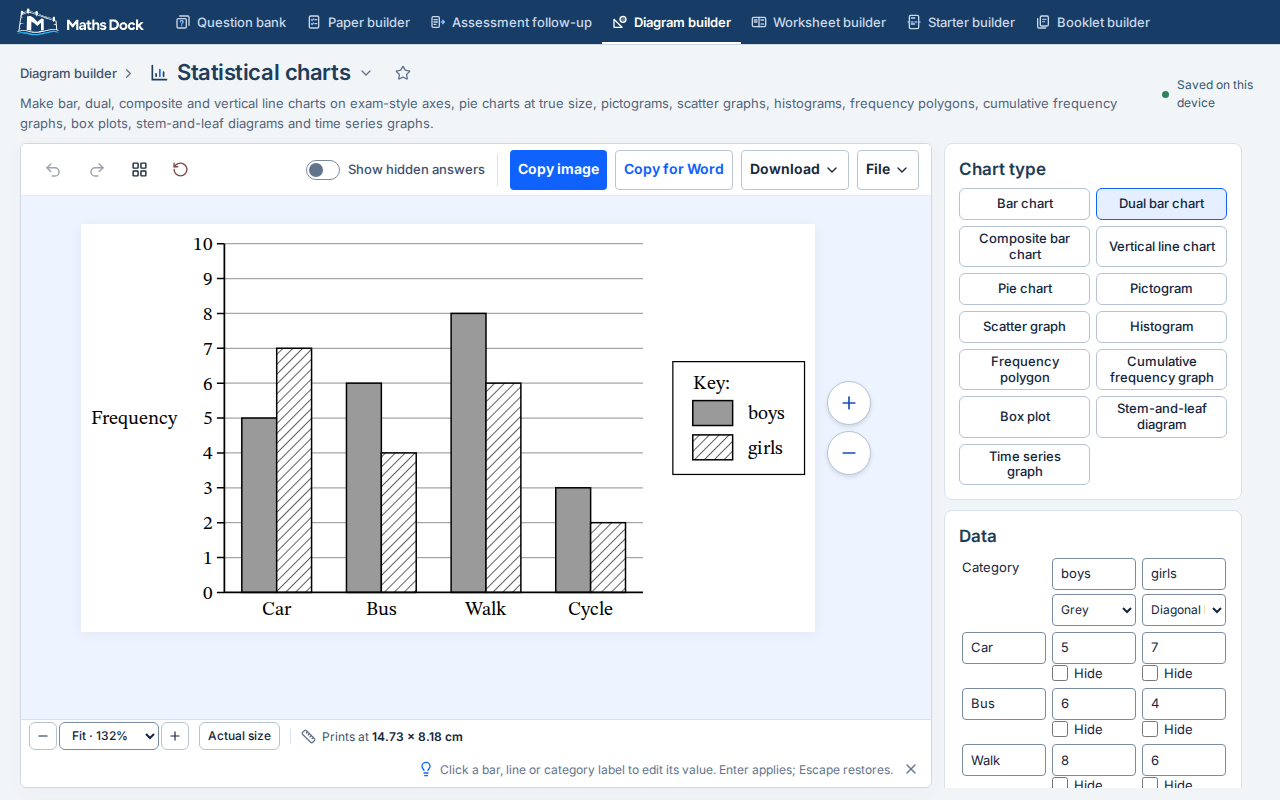 Maths Dock
Question bank
Paper builder
Assessment follow-up
Diagram builder
Worksheet builder
Starter builder
Booklet builder
Diagram builder
Statistical charts
Make bar, dual, composite and vertical line charts on exam-style axes, pie charts at true size, pictograms, scatter graphs, histograms, frequency polygons, cumulative frequency
graphs, box plots, stem-and-leaf diagrams and time series graphs.
Saved on this
device
Show hidden answers
Copy image
Copy for Word
Download
File
10
9
8
7
6
5
4
3
2
1
0
Frequency
Car
Bus
Walk
Cycle
Key:
boys
girls
+
−
−
Fit · 132%
+
Actual size
Prints at 14.73 × 8.18 cm
Click a bar, line or category label to edit its value. Enter applies; Escape restores.
Chart type
Bar chart
Dual bar chart
Composite bar
chart
Vertical line chart
Pie chart
Pictogram
Scatter graph
Histogram
Frequency
polygon
Cumulative
frequency graph
Box plot
Stem-and-leaf
diagram
Time series
graph
Data
Category
boys
girls
Grey
Diagonal
Car
5
7
Hide
Hide
Bus
6
4
Hide
Hide
Walk
8
6
Hide
Hide